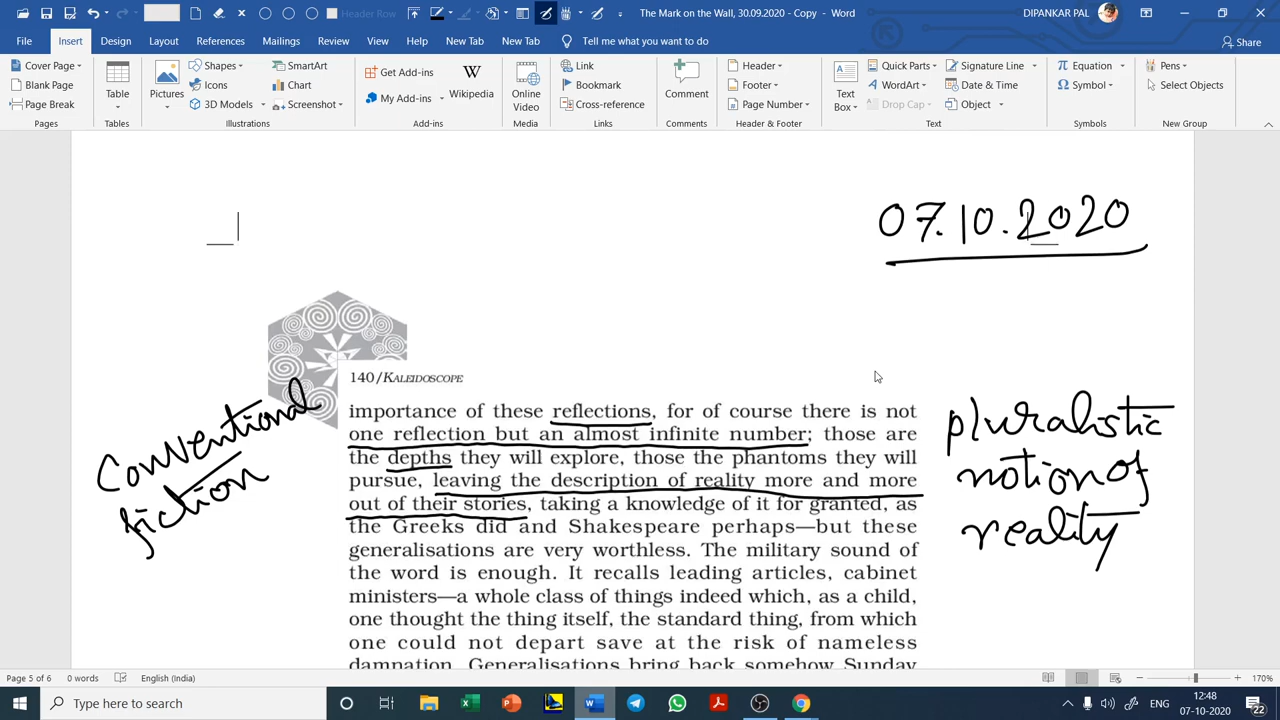 The Mark on the Wall, 30.09.2020 - Copy - Word
DIPANKAR PAL
Header Row
File Insert Design Layout References Mailings Review View Help New Tab New Tab Tell me what you want to do Share
Cover Page
Blank Page
Page Break
Pages
Table
Tables
Pictures
Shapes
Icons
3D Models
SmartArt
Chart
Screenshot
Illustrations
Get Add-ins
My Add-ins
Wikipedia
Add-ins
Online
Video
Media
Link
Bookmark
Cross-reference
Links
Comment
Comments
Header
Footer
Page Number
Header & Footer
Text
Box
Quick Parts
WordArt
Drop Cap
Signature Line
Date & Time
Object
Text
Equation
Symbol
Symbols
Pens
Select Objects
New Group
07.10.2020
140/KALEIDOSCOPE
importance of these reflections, for of course there is not
one reflection but an almost infinite number; those are
the depths they will explore, those the phantoms they will
pursue, leaving the description of reality more and more
out of their stories, taking a knowledge of it for granted, as
the Greeks did and Shakespeare perhaps—but these
generalisations are very worthless. The military sound of
the word is enough. It recalls leading articles, cabinet
ministers—a whole class of things indeed which, as a child,
one thought the thing itself, the standard thing, from which
one could not depart save at the risk of nameless
damnation. Generalisations bring back somehow Sunday
Conventional
fiction
pluralistic
notion of
reality
Page 5 of 6 0 words English (India) 170%
Type here to search
ENG
12:48
07-10-2020
22